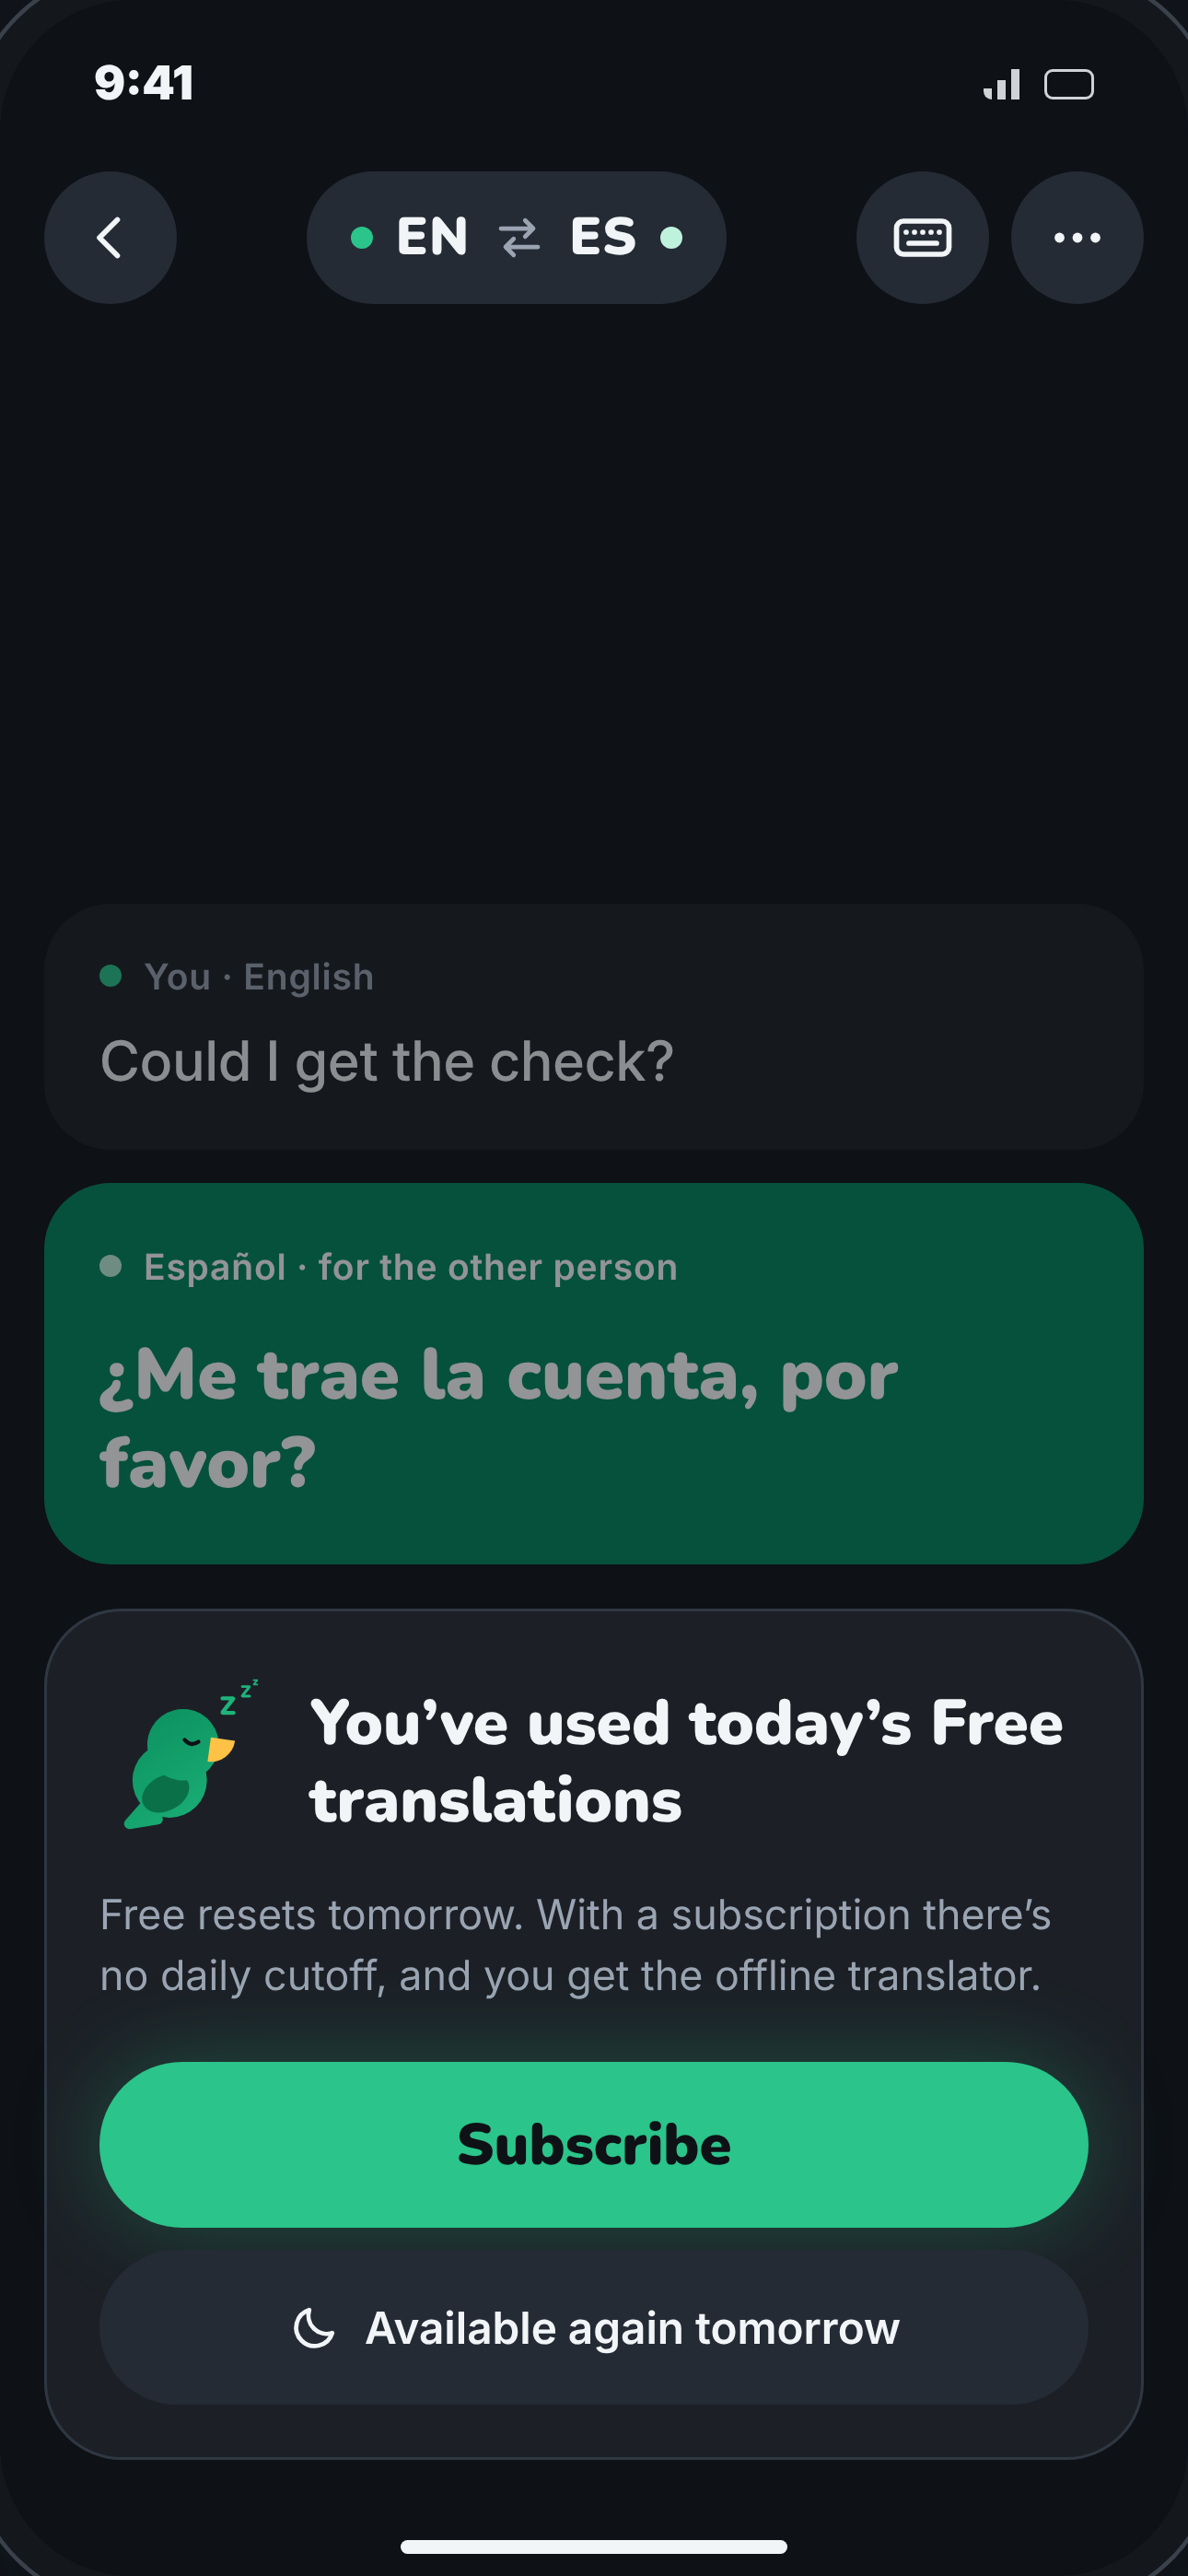 9:41
EN ES
You · English
Could I get the check?
Español · for the other person
¿Me trae la cuenta, por
favor?
z z z
You’ve used today’s Free
translations
Free resets tomorrow. With a subscription there’s
no daily cutoff, and you get the offline translator.
Subscribe
Available again tomorrow